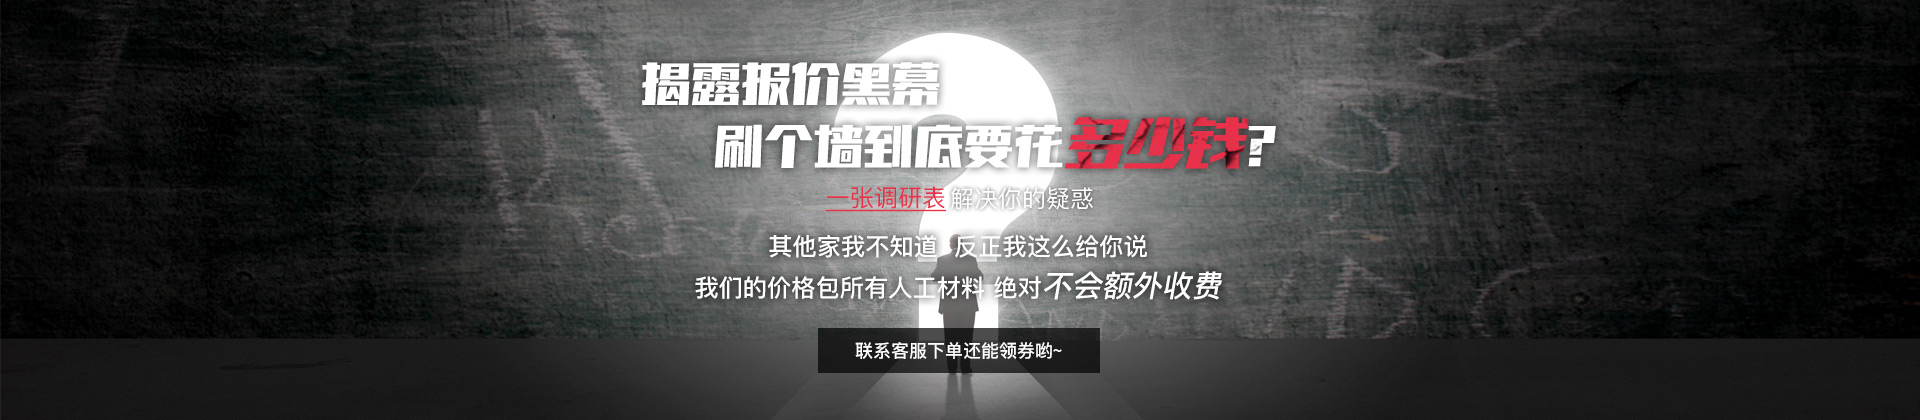 揭露报价黑幕
刷个墙到底要花多少钱?
一张调研表 解决你的疑惑
其他家我不知道 反正我这么给你说
我们的价格包所有人工材料 绝对不会额外收费
联系客服下单还能领券哟~